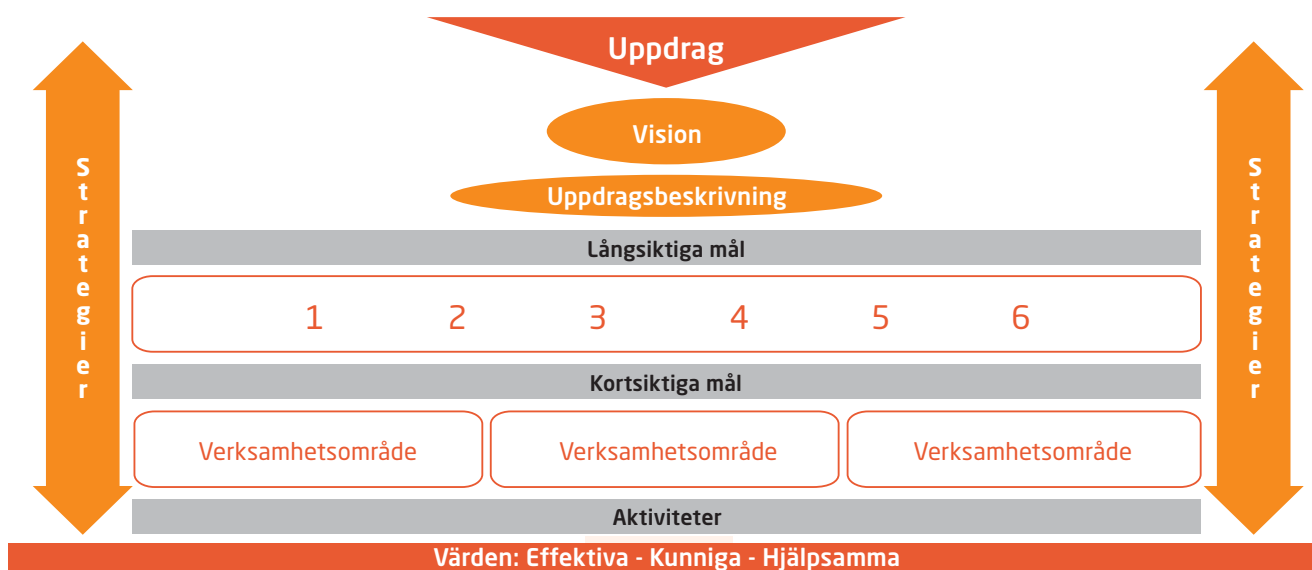 Uppdrag
Vision
Uppdragsbeskrivning
Strategier
Strategier
Långsiktiga mål
1 2 3 4 5 6
Kortsiktiga mål
Verksamhetsområde Verksamhetsområde Verksamhetsområde
Aktiviteter
Värden: Effektiva - Kunniga - Hjälpsamma